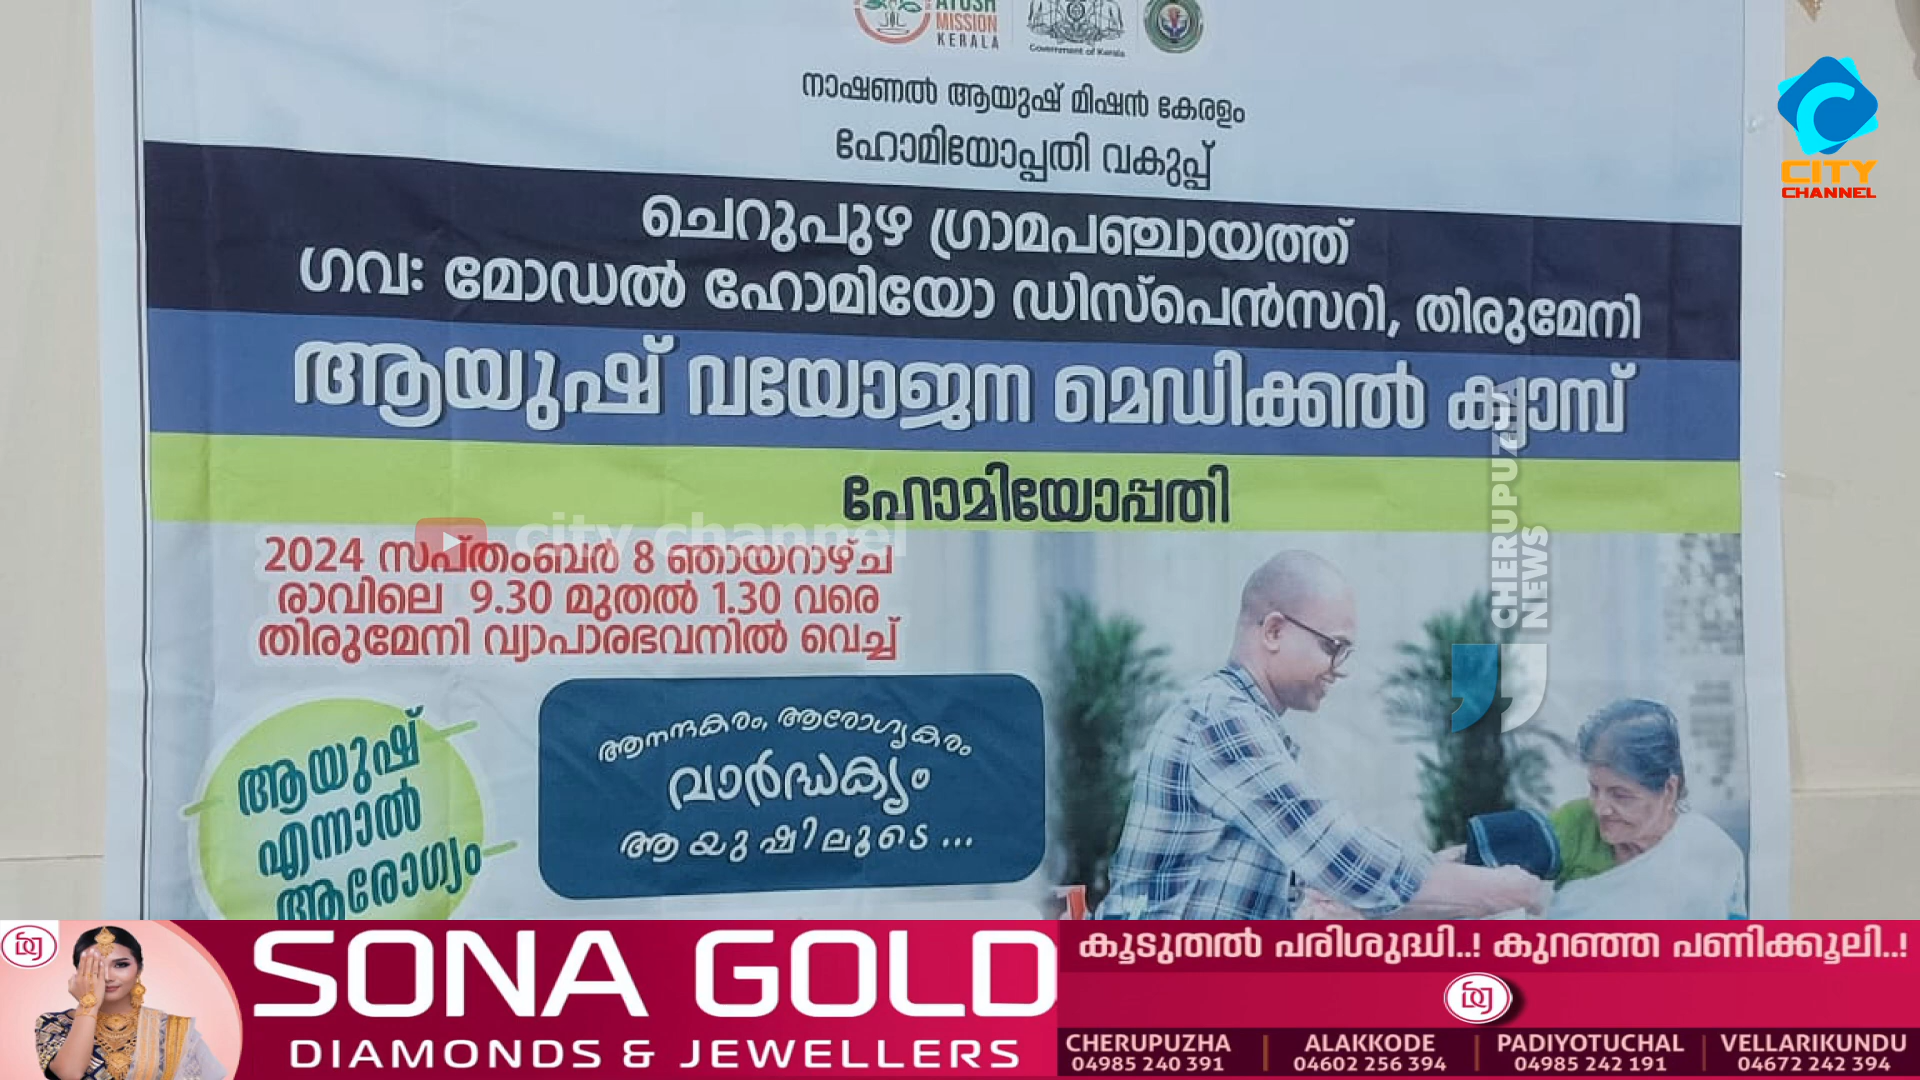 AYUSH
MISSION
KERALA
Government of Kerala
നാഷണൽ ആയുഷ് മിഷൻ കേരളം
ഹോമിയോപ്പതി വകുപ്പ്
ചെറുപുഴ ഗ്രാമപഞ്ചായത്ത്
ഗവ: മോഡൽ ഹോമിയോ ഡിസ്പെൻസറി, തിരുമേനി
ആയുഷ് വയോജന മെഡിക്കൽ ക്യാമ്പ്
ഹോമിയോപ്പതി
city channel
2024 സപ്തംബർ 8 ഞായറാഴ്ച
രാവിലെ 9.30 മുതൽ 1.30 വരെ
തിരുമേനി വ്യാപാരഭവനിൽ വെച്ച്
ആയുഷ്
എന്നാൽ
ആരോഗ്യം
ആനന്ദകരം, ആരോഗ്യകരം
വാർദ്ധക്യം
ആയുഷിലൂടെ ...
CITY
CHANNEL
CHERUPUZHA
NEWS
SONA GOLD
DIAMONDS & JEWELLERS
കൂടുതൽ പരിശുദ്ധി..! കുറഞ്ഞ പണിക്കൂലി..!
CHERUPUZHA
04985 240 391
ALAKKODE
04602 256 394
PADIYOTUCHAL
04985 242 191
VELLARIKUNDU
04672 242 394